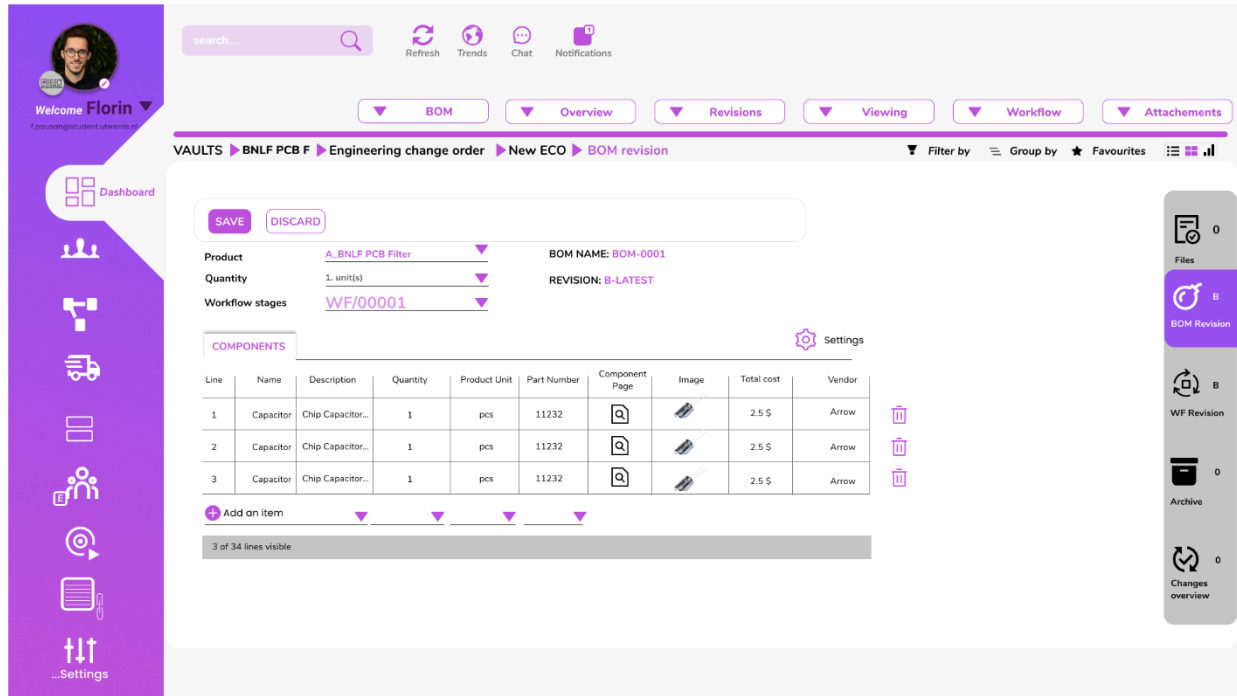 search...
Refresh Trends Chat Notifications
Welcome Florin
BOM Overview Revisions Viewing Workflow Attachements
VAULTS BNLF PCB F Engineering change order New ECO BOM revision
Filter by Group by Favourites
Dashboard
SAVE DISCARD
Product A_BNLF PCB Filter BOM NAME: BOM-0001
Quantity 1. unit(s) REVISION: B-LATEST
Workflow stages WF/00001
COMPONENTS Settings
Line Name Description Quantity Product Unit Part Number Component Page Image Total cost Vendor
1 Capacitor Chip Capacitor... 1 pcs 11232 2.5 $ Arrow
2 Capacitor Chip Capacitor... 1 pcs 11232 2.5 $ Arrow
3 Capacitor Chip Capacitor... 1 pcs 11232 2.5 $ Arrow
Add an item
3 of 34 lines visible
0
Files
B
BOM Revision
B
WF Revision
0
Archive
0
Changes
overview
E
...Settings